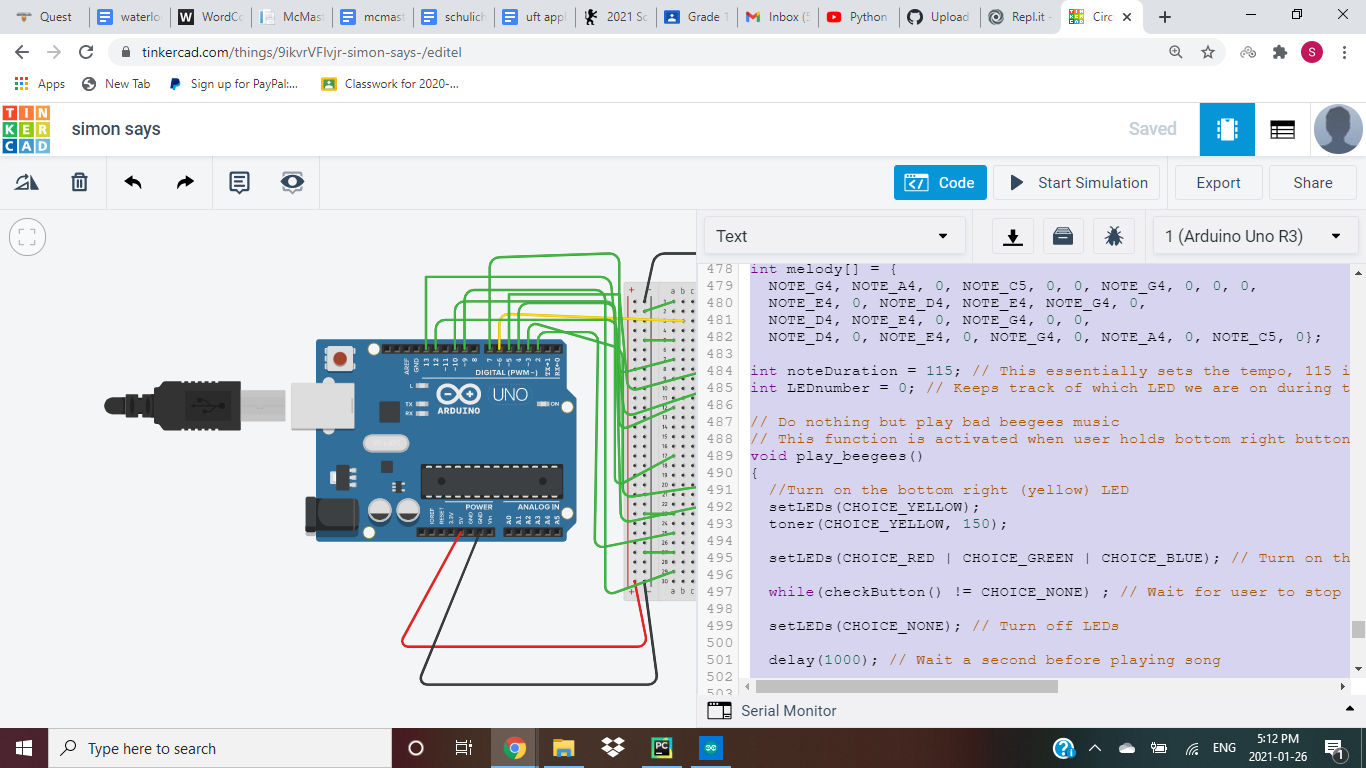 Quest
waterlo
WordCo
McMast
mcmast
schulich
uft appl
2021 Sc
Grade 1
Inbox (5
Python
Upload
Repl.it -
Circ
tinkercad.com/things/9ikvrVFlvjr-simon-says-/editel
S
Apps
New Tab
Sign up for PayPal:...
Classwork for 2020-...
TINKERCAD
simon says
Saved
Code
Start Simulation
Export
Share
Text
1 (Arduino Uno R3)
478 int melody[] = {
479 NOTE_G4, NOTE_A4, 0, NOTE_C5, 0, 0, NOTE_G4, 0, 0, 0,
480 NOTE_E4, 0, NOTE_D4, NOTE_E4, NOTE_G4, 0,
481 NOTE_D4, NOTE_E4, 0, NOTE_G4, 0, 0,
482 NOTE_D4, 0, NOTE_E4, 0, NOTE_G4, 0, NOTE_A4, 0, NOTE_C5, 0};
483
484 int noteDuration = 115; // This essentially sets the tempo, 115 i
485 int LEDnumber = 0; // Keeps track of which LED we are on during t
486
487 // Do nothing but play bad beegees music
488 // This function is activated when user holds bottom right button
489 void play_beegees()
490 {
491 //Turn on the bottom right (yellow) LED
492 setLEDs(CHOICE_YELLOW);
493 toner(CHOICE_YELLOW, 150);
494
495 setLEDs(CHOICE_RED | CHOICE_GREEN | CHOICE_BLUE); // Turn on th
496
497 while(checkButton() != CHOICE_NONE) ; // Wait for user to stop
498
499 setLEDs(CHOICE_NONE); // Turn off LEDs
500
501 delay(1000); // Wait a second before playing song
502
503
AREF
GND
13
12
~11
~10
~9
8
7
~6
~5
4
~3
2
TX→1
RX←0
DIGITAL (PWM~)
L
TX
RX
ARDUINO
UNO
ON
POWER
ANALOG IN
IOREF
RESET
3.3V
5V
GND
GND
Vin
A0
A1
A2
A3
A4
A5
+ - a b c
+ - a b c
Serial Monitor
Type here to search
PC
ENG
5:12 PM
2021-01-26
1